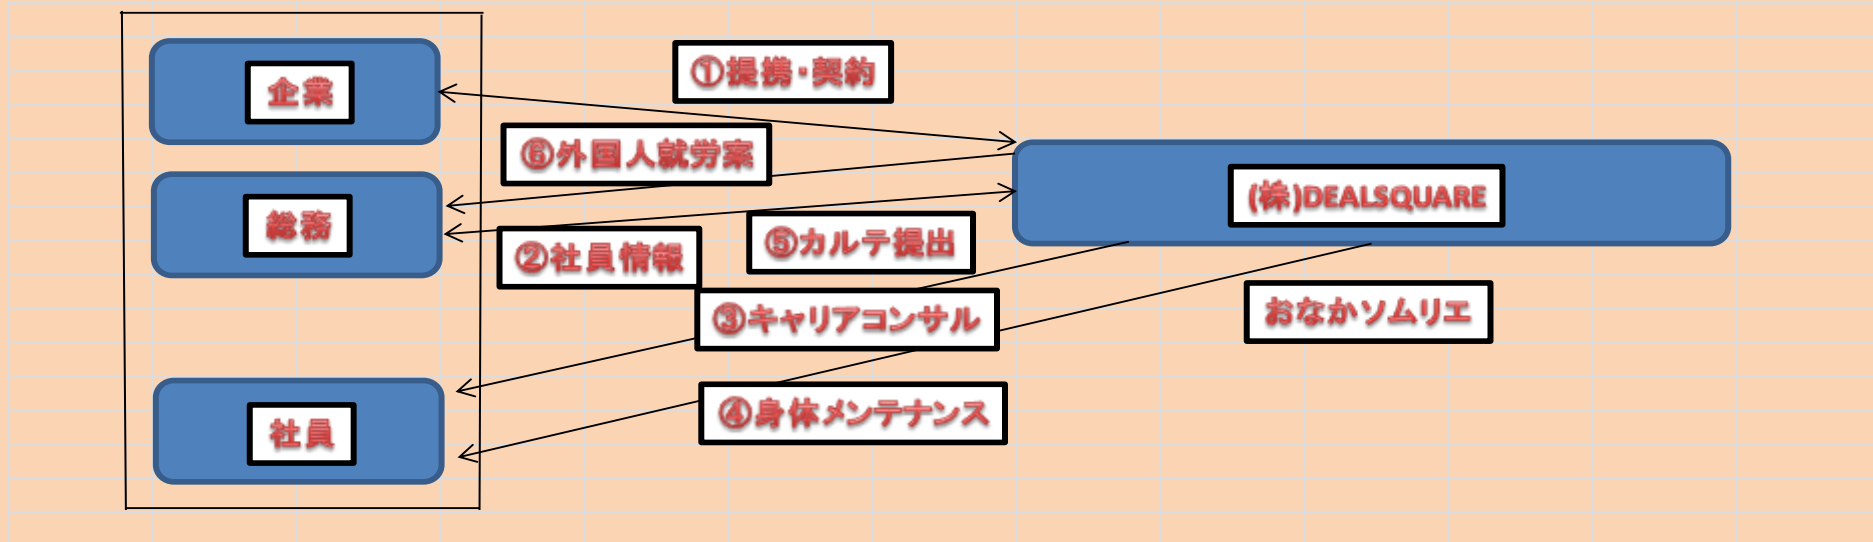 企業
①提携・契約
⑥外国人就労案
(株)DEALSQUARE
総務
②社員情報
⑤カルテ提出
③キャリアコンサル
おなかソムリエ
社員
④身体メンテナンス